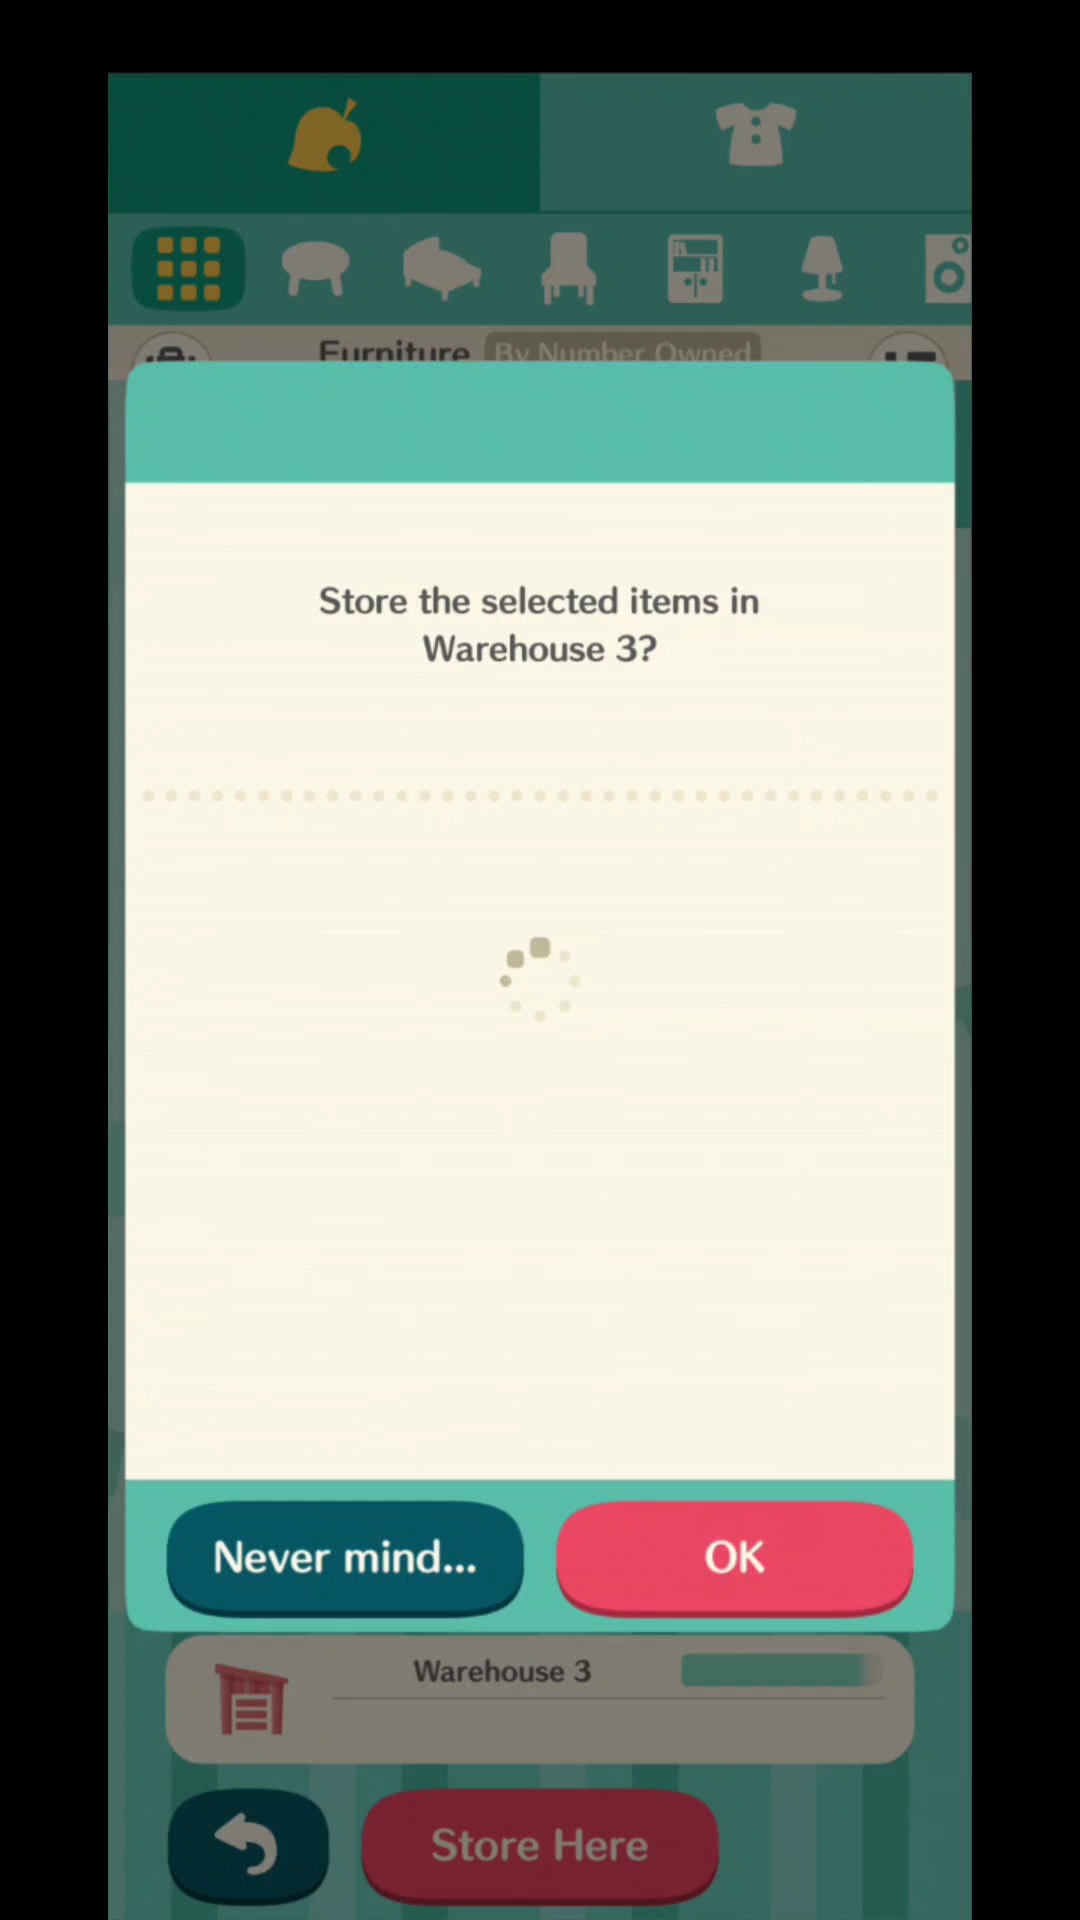 Furniture By Number Owned
Store the selected items in
Warehouse 3?
Never mind...
OK
Warehouse 3
Store Here